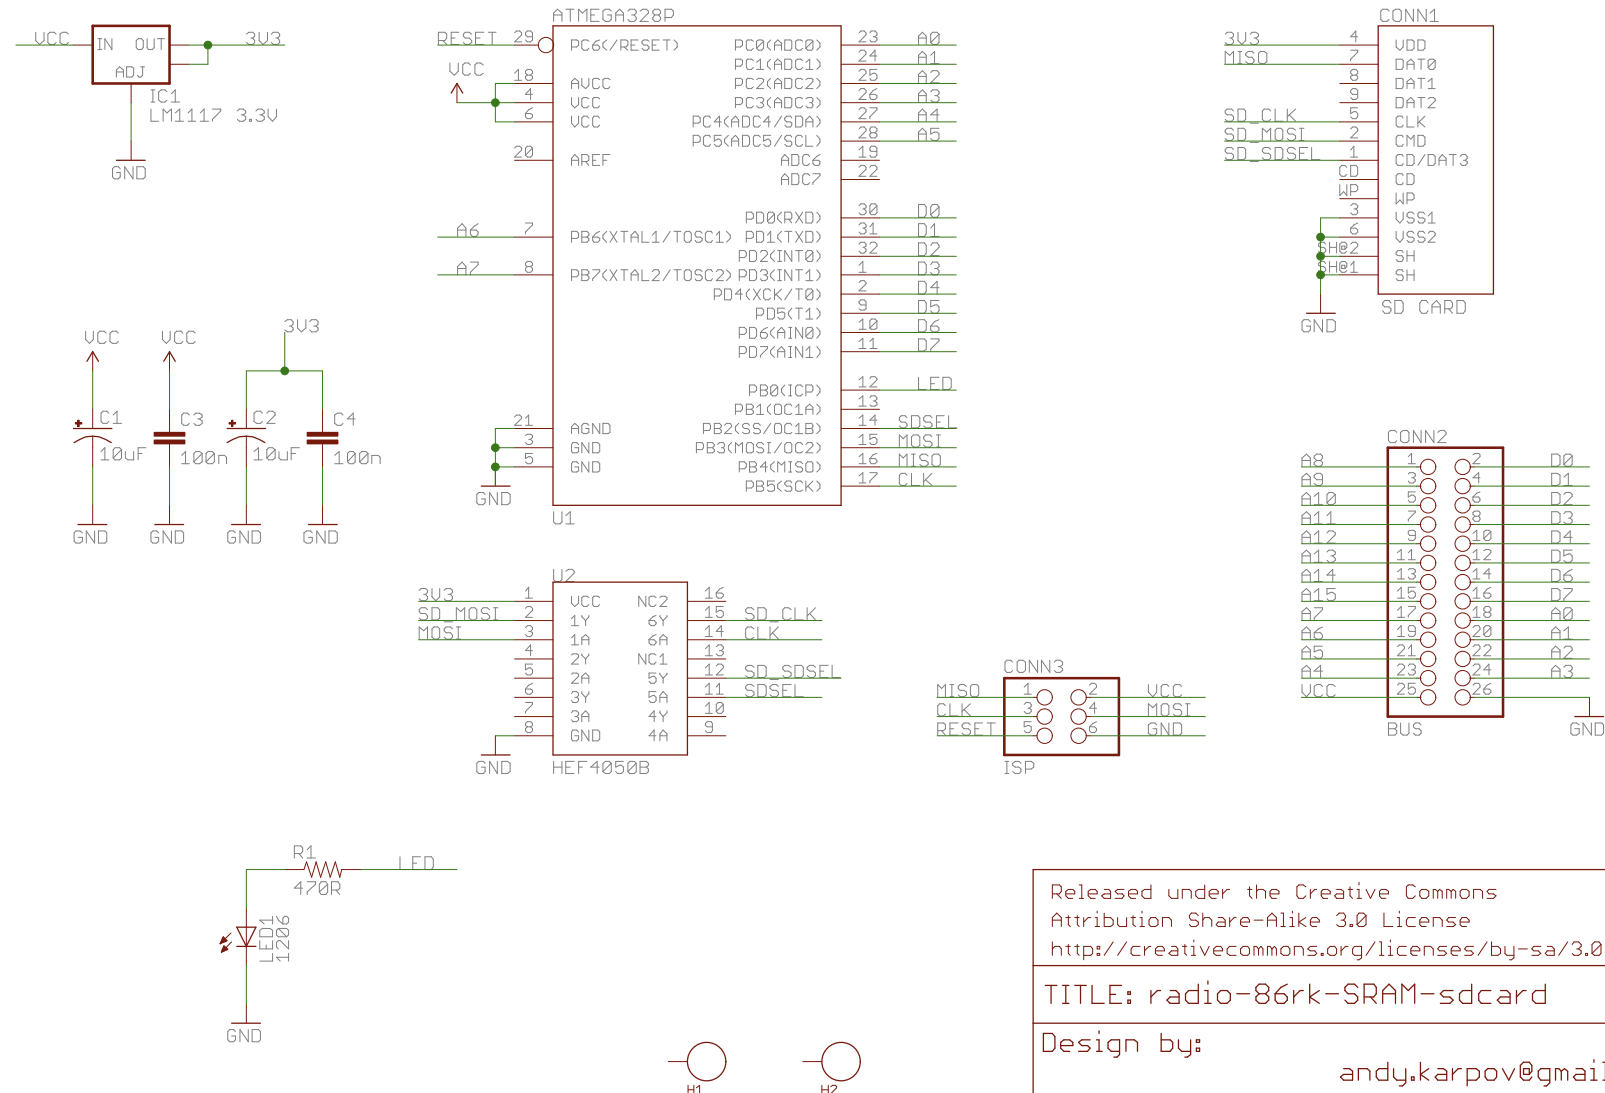 VCC IN OUT 3V3
ADJ
IC1
LM1117 3.3V
GND
ATMEGA328P
RESET 29 PC6(/RESET) PC0(ADC0) 23 A0
PC1(ADC1) 24 A1
VCC 18 AVCC PC2(ADC2) 25 A2
4 VCC PC3(ADC3) 26 A3
6 VCC PC4(ADC4/SDA) 27 A4
PC5(ADC5/SCL) 28 A5
20 AREF ADC6 19
ADC7 22
PD0(RXD) 30 D0
A6 7 PB6(XTAL1/TOSC1) PD1(TXD) 31 D1
PD2(INT0) 32 D2
A7 8 PB7(XTAL2/TOSC2) PD3(INT1) 1 D3
PD4(XCK/T0) 2 D4
PD5(T1) 9 D5
PD6(AIN0) 10 D6
PD7(AIN1) 11 D7
PB0(ICP) 12 LED
PB1(OC1A) 13
21 AGND PB2(SS/OC1B) 14 SDSEL
3 GND PB3(MOSI/OC2) 15 MOSI
5 GND PB4(MISO) 16 MISO
PB5(SCK) 17 CLK
GND
U1
CONN1
3V3 4 VDD
MISO 7 DAT0
8 DAT1
9 DAT2
SD_CLK 5 CLK
SD_MOSI 2 CMD
SD_SDSEL 1 CD/DAT3
CD CD
WP WP
3 VSS1
6 VSS2
SH@2 SH
SH@1 SH
GND
SD CARD
VCC VCC 3V3
C1 C3 C2 C4
10uF 100n 10uF 100n
GND GND GND GND
U2
3V3 1 VCC NC2 16
SD_MOSI 2 1Y 6Y 15 SD_CLK
MOSI 3 1A 6A 14 CLK
4 2Y NC1 13
5 2A 5Y 12 SD_SDSEL
6 3Y 5A 11 SDSEL
7 3A 4Y 10
8 GND 4A 9
GND
HEF4050B
CONN3
MISO 1 2 VCC
CLK 3 4 MOSI
RESET 5 6 GND
ISP
CONN2
A8 1 2 D0
A9 3 4 D1
A10 5 6 D2
A11 7 8 D3
A12 9 10 D4
A13 11 12 D5
A14 13 14 D6
A15 15 16 D7
A7 17 18 A0
A6 19 20 A1
A5 21 22 A2
A4 23 24 A3
VCC 25 26
GND
BUS
R1
470R
LED
LED1
1206
GND
H1
H2
Released under the Creative Commons
Attribution Share-Alike 3.0 License
http://creativecommons.org/licenses/by-sa/3.0
TITLE: radio-86rk-SRAM-sdcard
Design by:
andy.karpov@gmail